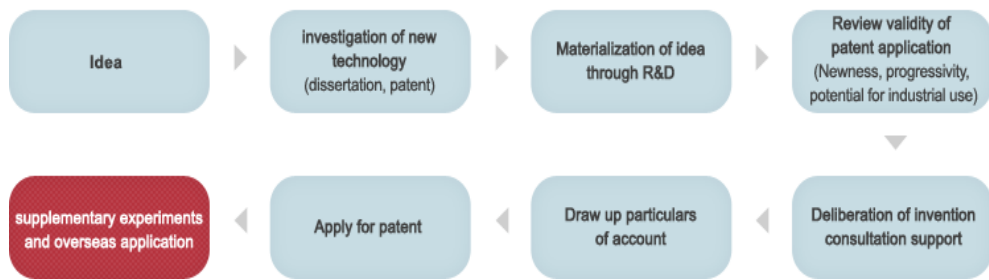 Idea
investigation of new
technology
(dissertation, patent)
Materialization of idea
through R&D
Review validity of
patent application
(Newness, progressivity,
potential for industrial use)
Deliberation of invention
consultation support
Draw up particulars
of account
Apply for patent
supplementary experiments
and overseas application